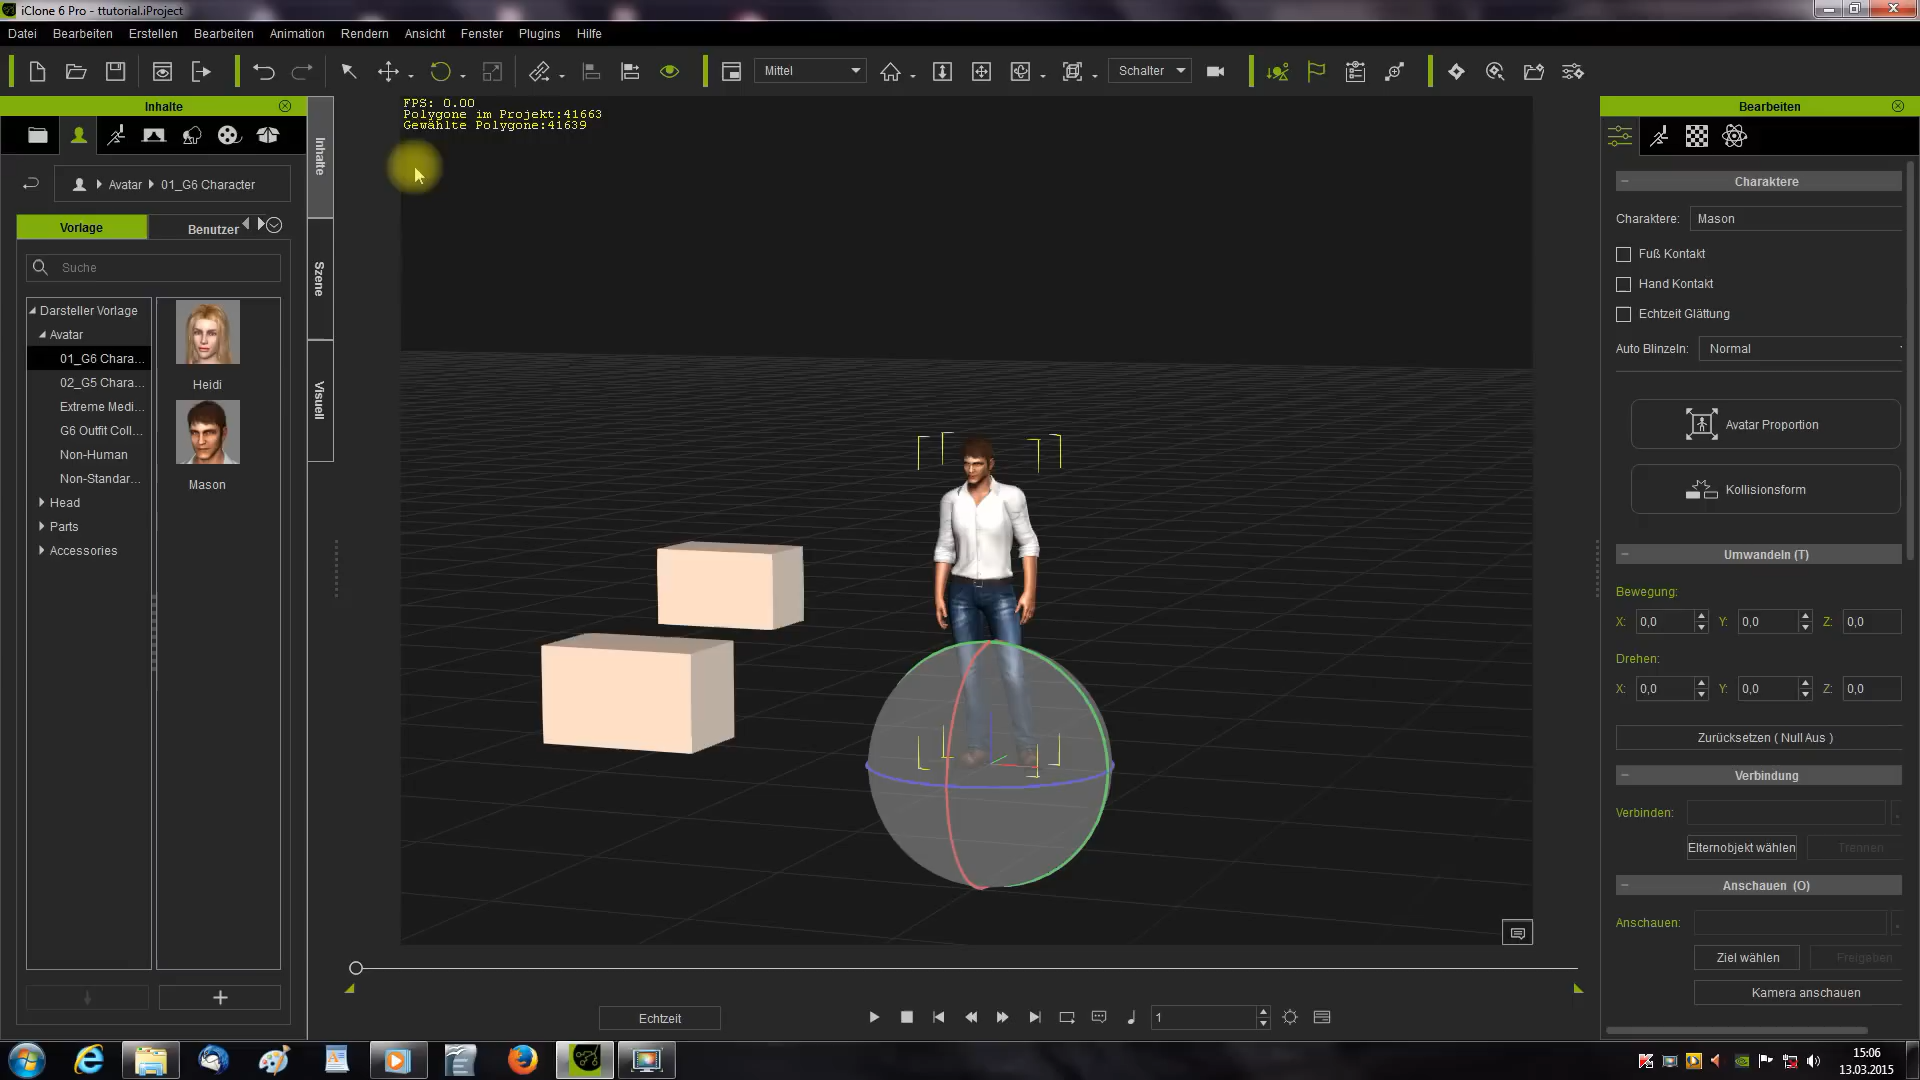 iClone 6 Pro - ttutorial.iProject
Datei Bearbeiten Erstellen Bearbeiten Animation Rendern Ansicht Fenster Plugins Hilfe
Mittel
Schalter
Inhalte
Avatar 01_G6 Character
Vorlage Benutzer
Suche
Darsteller Vorlage
Avatar
01_G6 Chara...
02_G5 Chara...
Extreme Medi...
G6 Outfit Coll...
Non-Human
Non-Standar...
Head
Parts
Accessories
Heidi
Mason
Inhalte
Szene
Visuell
FPS: 0.00
Polygone im Projekt:41663
Gewählte Polygone:41639
Echtzeit
1
Bearbeiten
Charaktere
Charaktere: Mason
Fuß Kontakt
Hand Kontakt
Echtzeit Glättung
Auto Blinzeln: Normal
Avatar Proportion
Kollisionsform
Umwandeln (T)
Bewegung:
X: 0,0 Y: 0,0 Z: 0,0
Drehen:
X: 0,0 Y: 0,0 Z: 0,0
Zurücksetzen ( Null Aus )
Verbindung
Verbinden:
Elternobjekt wählen Trennen
Anschauen (O)
Anschauen:
Ziel wählen Freigaben
Kamera anschauen
15:06
13.03.2015